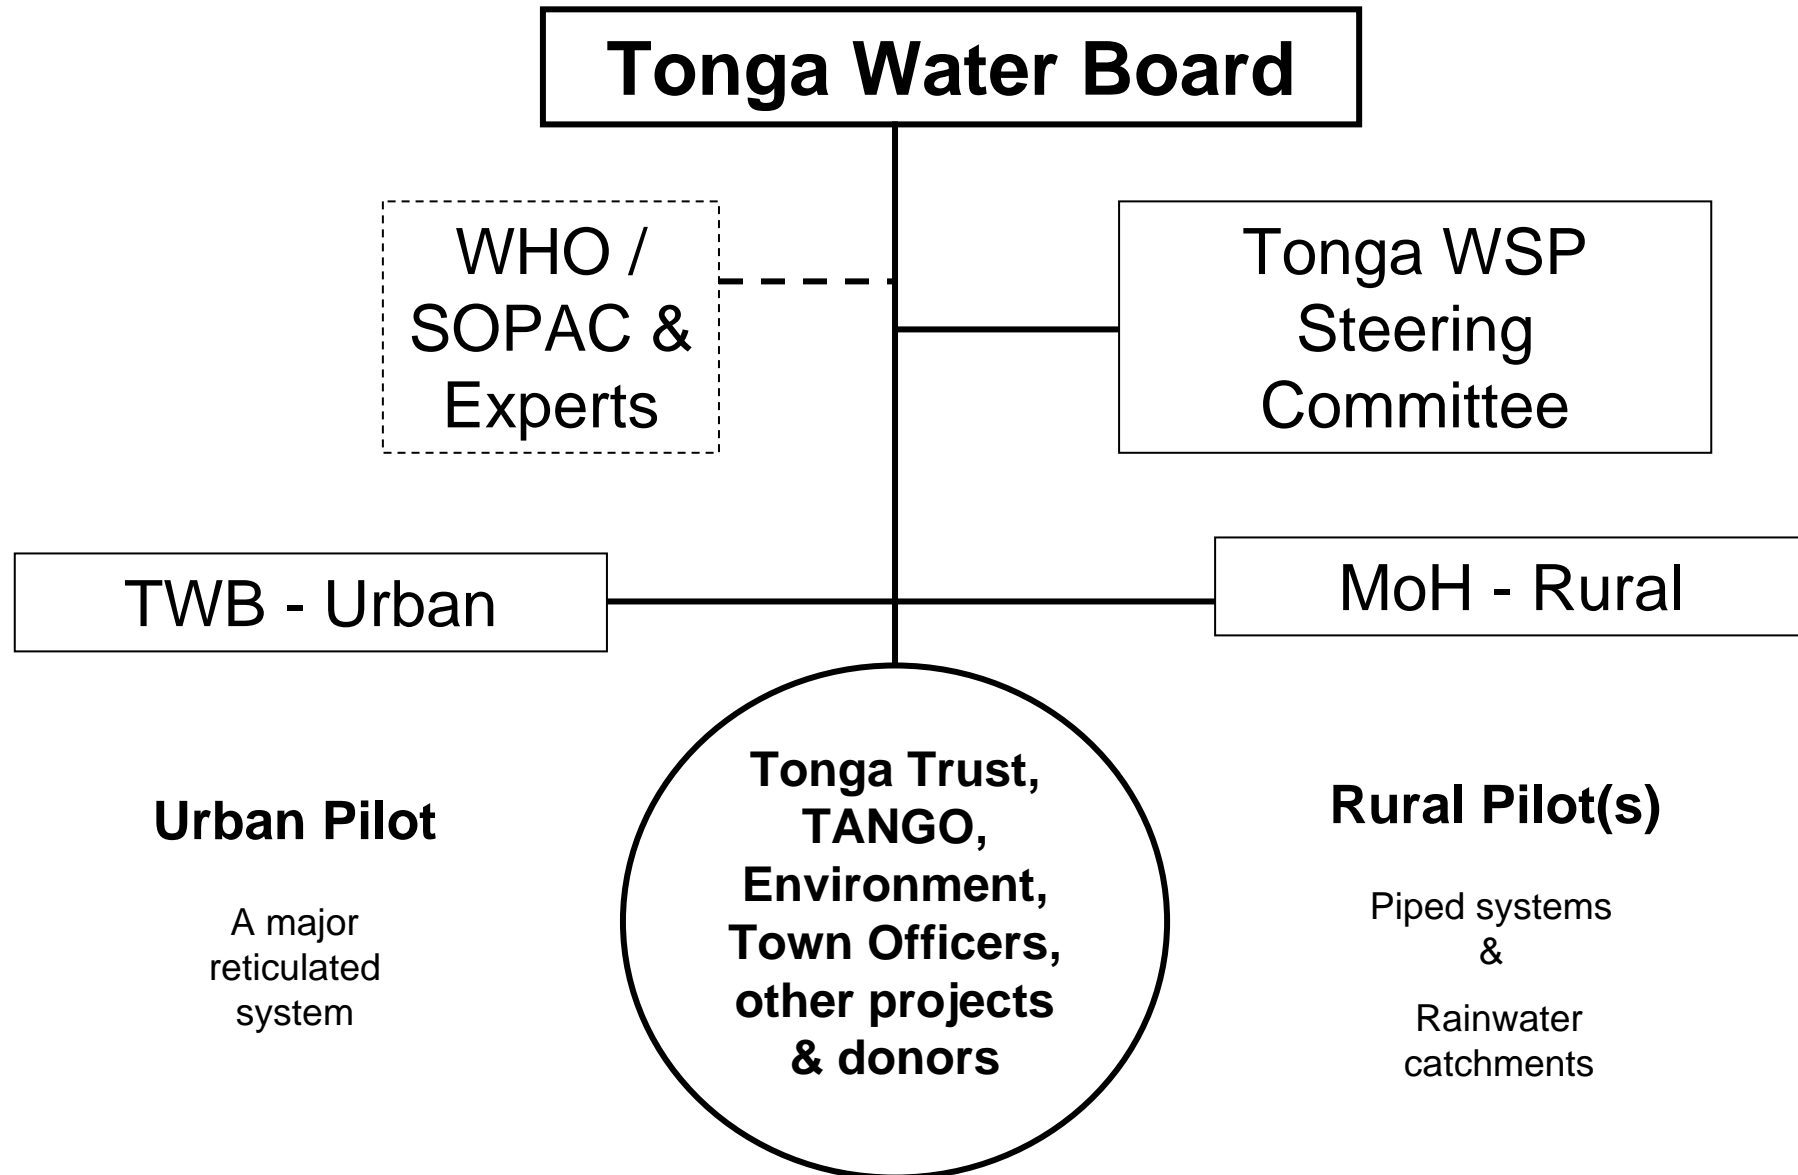 Tonga Water Board
WHO /
SOPAC &
Experts
Tonga WSP
Steering
Committee
TWB - Urban
MoH - Rural
Urban Pilot
A major
reticulated
system
Tonga Trust,
TANGO,
Environment,
Town Officers,
other projects
& donors
Rural Pilot(s)
Piped systems
&
Rainwater
catchments